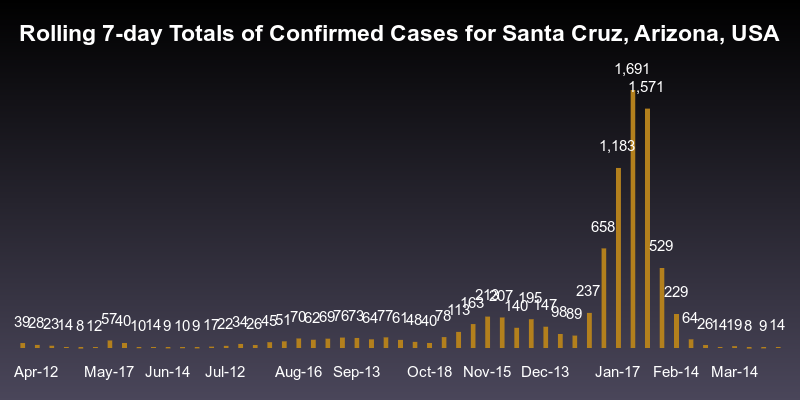 Rolling 7-day Totals of Confirmed Cases for Santa Cruz, Arizona, USA
1,691
1,571
1,183
658
529
237 229
163 207
113 140 195 147
39 28 23 14 8 12 57 40 10 14 9 10 9 17 22 34 26 45 51 70 62 69 76 73 64 77 61 48 40 78 98 89 64 26 14 19 8 9 14
Apr-12 May-17 Jun-14 Jul-12 Aug-16 Sep-13 Oct-18 Nov-15 Dec-13 Jan-17 Feb-14 Mar-14